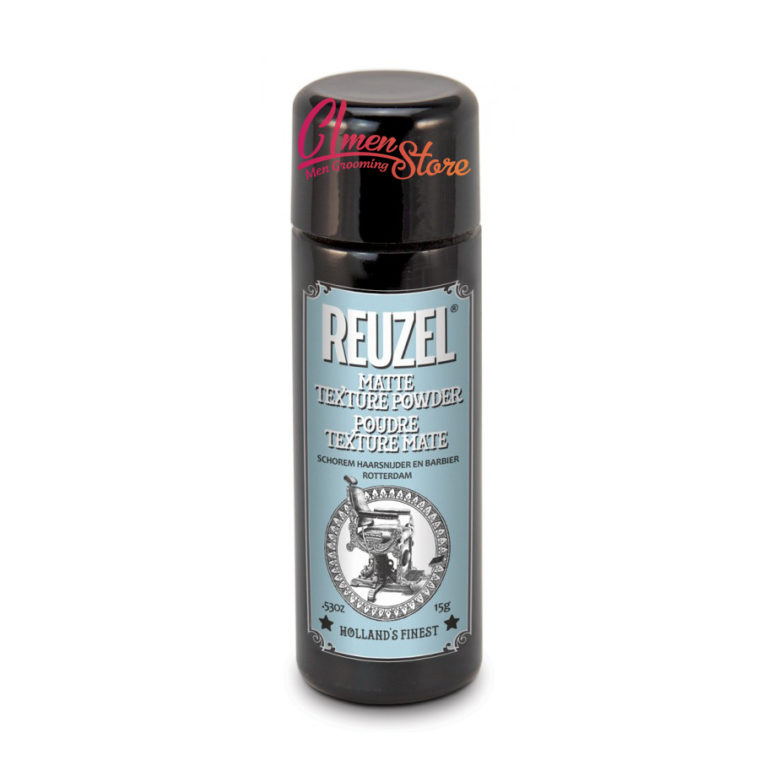 C1men Store
Men Grooming
REUZEL®
MATTE
TEXTURE POWDER
POUDRE
TEXTURE MATE
SCHOREM HAARSNIJDER EN BARBIER
ROTTERDAM
.53OZ 15g
HOLLAND'S FINEST